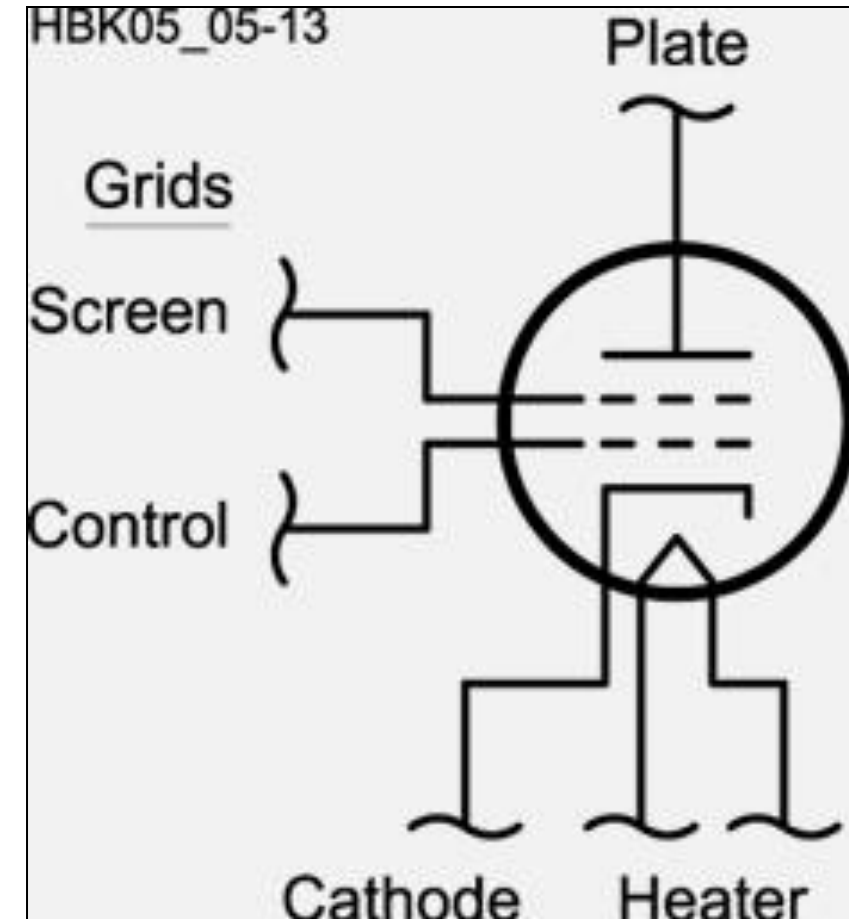 HBK05_05-13
Plate
Grids
Screen
Control
Cathode
Heater